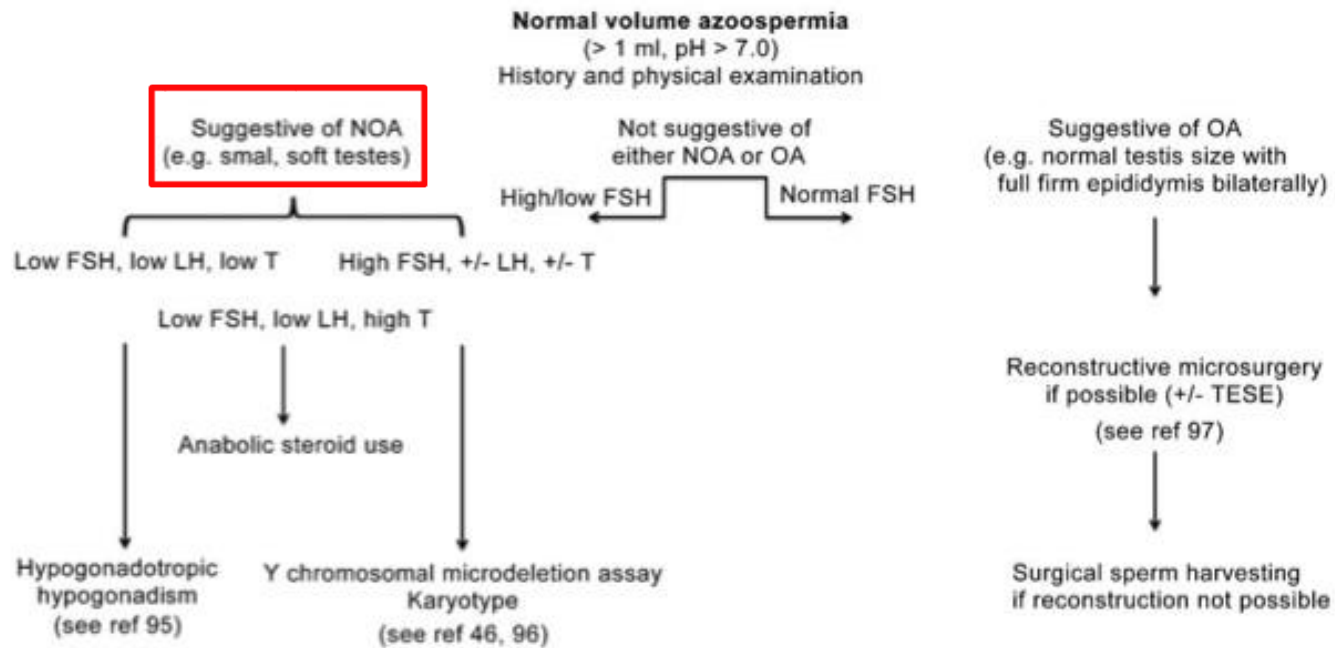 Normal volume azoospermia
(> 1 ml, pH > 7.0)
History and physical examination
Suggestive of NOA
(e.g. smal, soft testes)
Not suggestive of
either NOA or OA
Suggestive of OA
(e.g. normal testis size with
full firm epididymis bilaterally)
High/low FSH
Normal FSH
Low FSH, low LH, low T
High FSH, +/- LH, +/- T
Low FSH, low LH, high T
Reconstructive microsurgery
if possible (+/- TESE)
(see ref 97)
Anabolic steroid use
Hypogonadotropic
hypogonadism
(see ref 95)
Y chromosomal microdeletion assay
Karyotype
(see ref 46, 96)
Surgical sperm harvesting
if reconstruction not possible